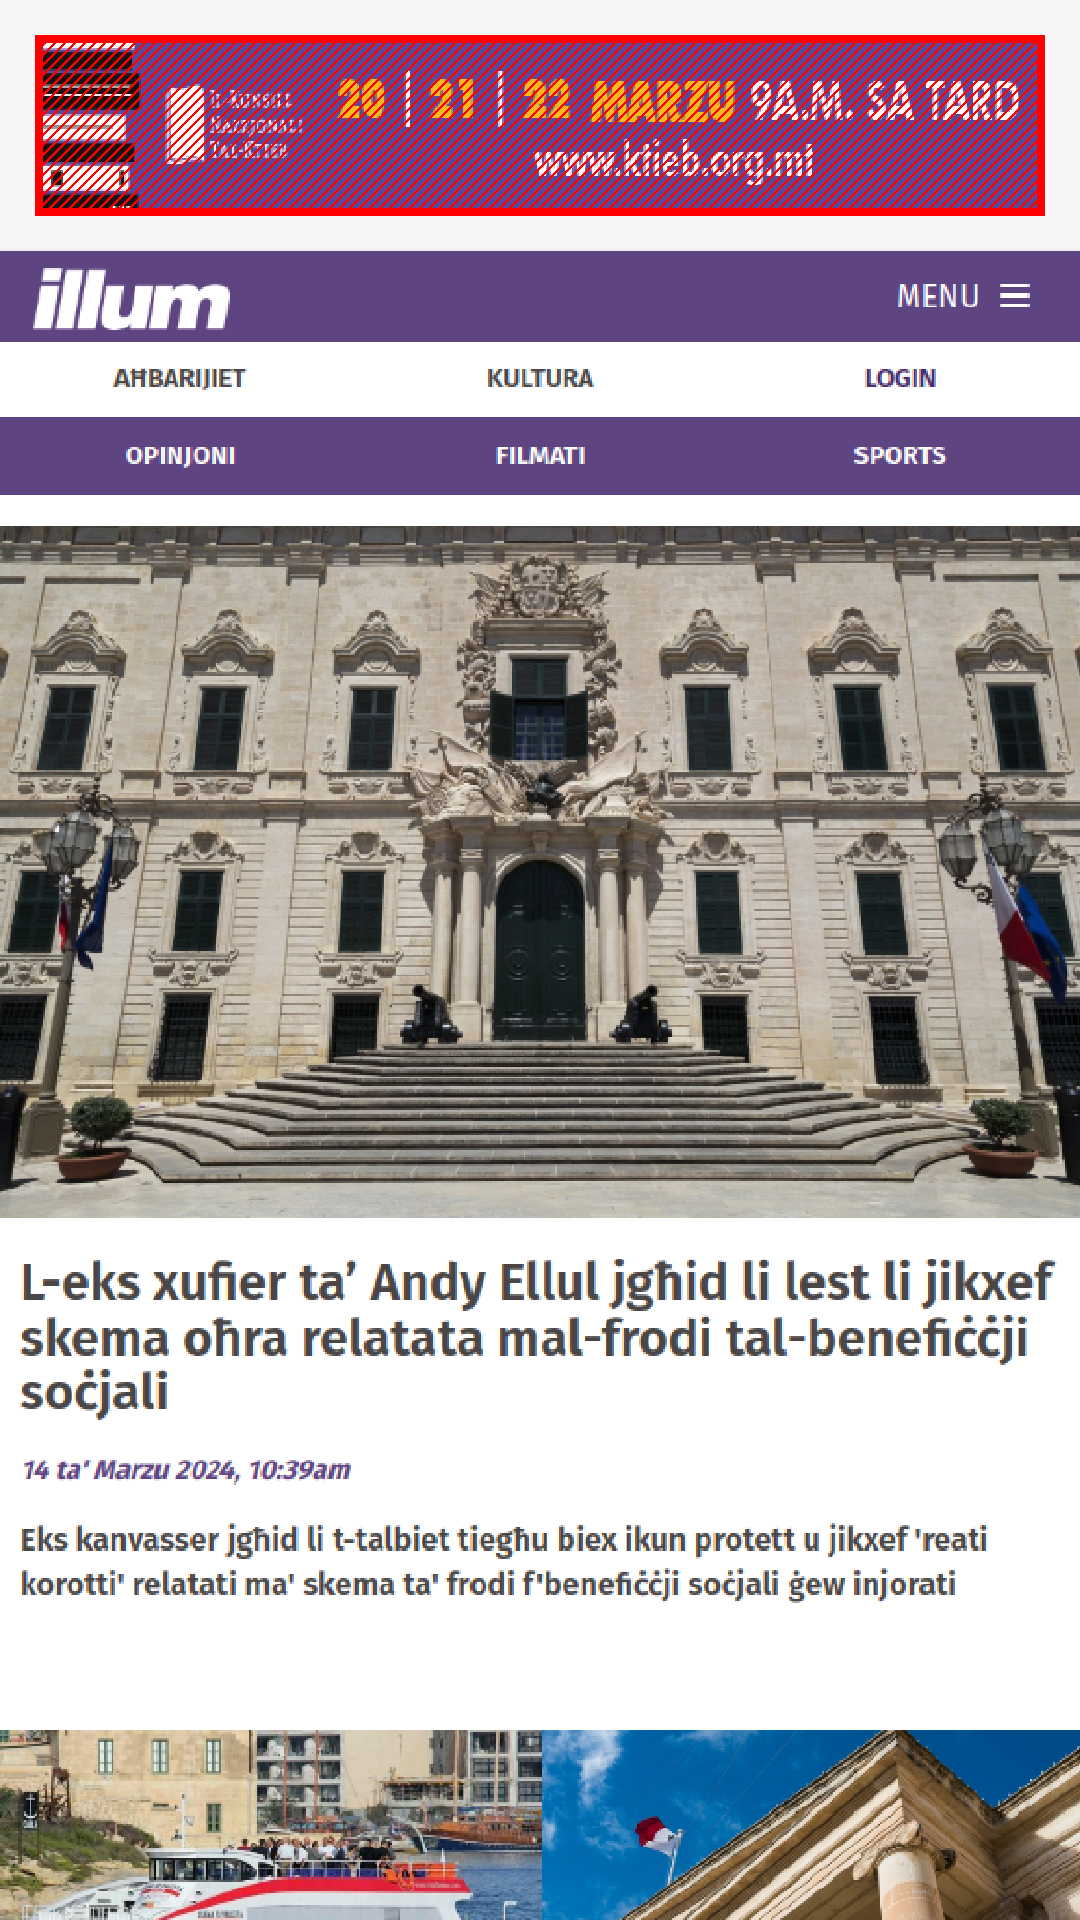 IL-KUNSILL
NAZZJONALI
TAL-KTIEB
20 | 21 | 22 MARZU 9A.M. SA TARD
www.ktieb.org.mt
illum
MENU
AĦBARIJIET
KULTURA
LOGIN
OPINJONI
FILMATI
SPORTS
L-eks xufier ta’ Andy Ellul jgħid li lest li jikxef
skema oħra relatata mal-frodi tal-benefiċċji
soċjali
14 ta' Marzu 2024, 10:39am
Eks kanvasser jgħid li t-talbiet tiegħu biex ikun protett u jikxef 'reati
korotti' relatati ma' skema ta' frodi f'benefiċċji soċjali ġew injorati